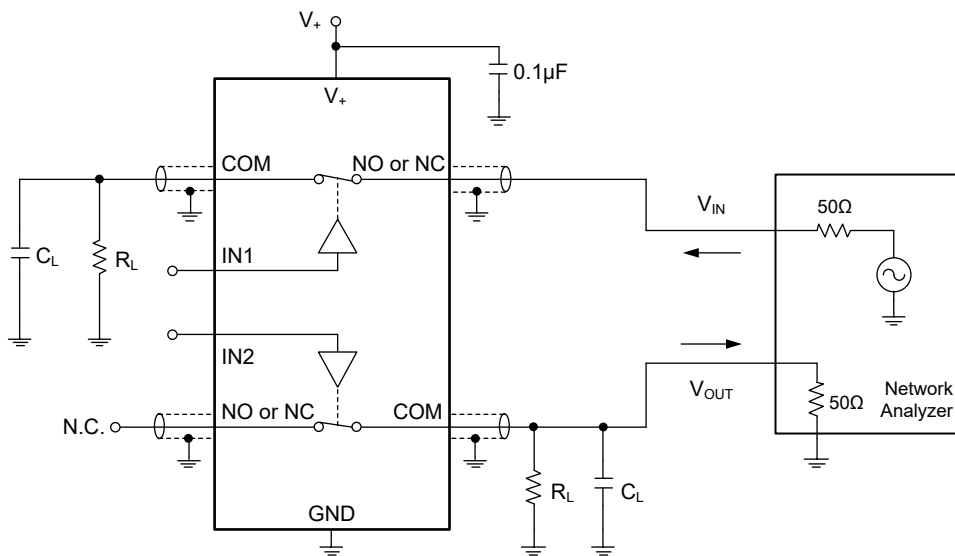 V+
0.1µF
V+
COM
NO or NC
VIN
50Ω
CL
RL
IN1
IN2
VOUT
NO or NC
COM
50Ω
Network
Analyzer
N.C.
RL
CL
GND